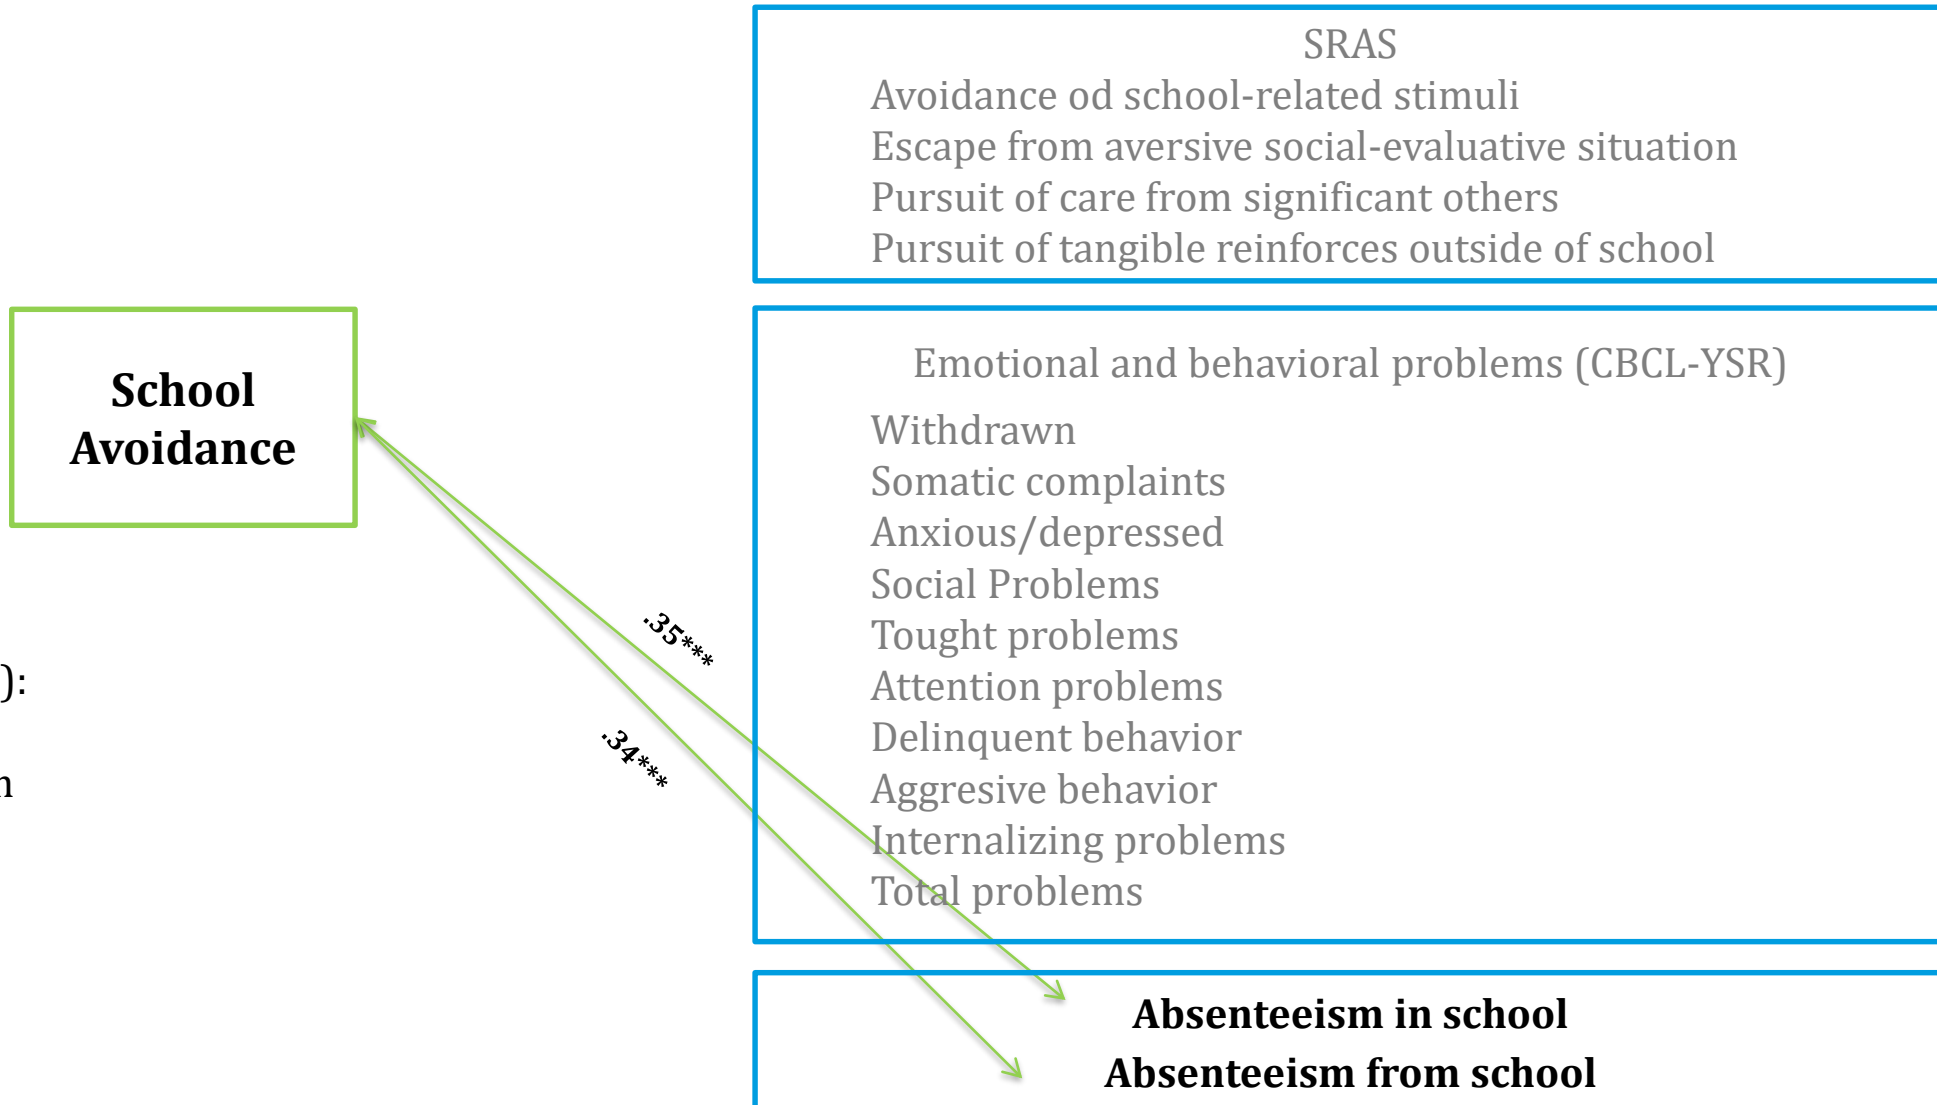 SRAS
Avoidance od school-related stimuli
Escape from aversive social-evaluative situation
Pursuit of care from significant others
Pursuit of tangible reinforces outside of school
School
Avoidance
Emotional and behavioral problems (CBCL-YSR)
Withdrawn
Somatic complaints
Anxious/depressed
Social Problems
Tought problems
Attention problems
Delinquent behavior
Aggresive behavior
Internalizing problems
Total problems
.35***
.34***
):
Absenteeism in school
Absenteeism from school